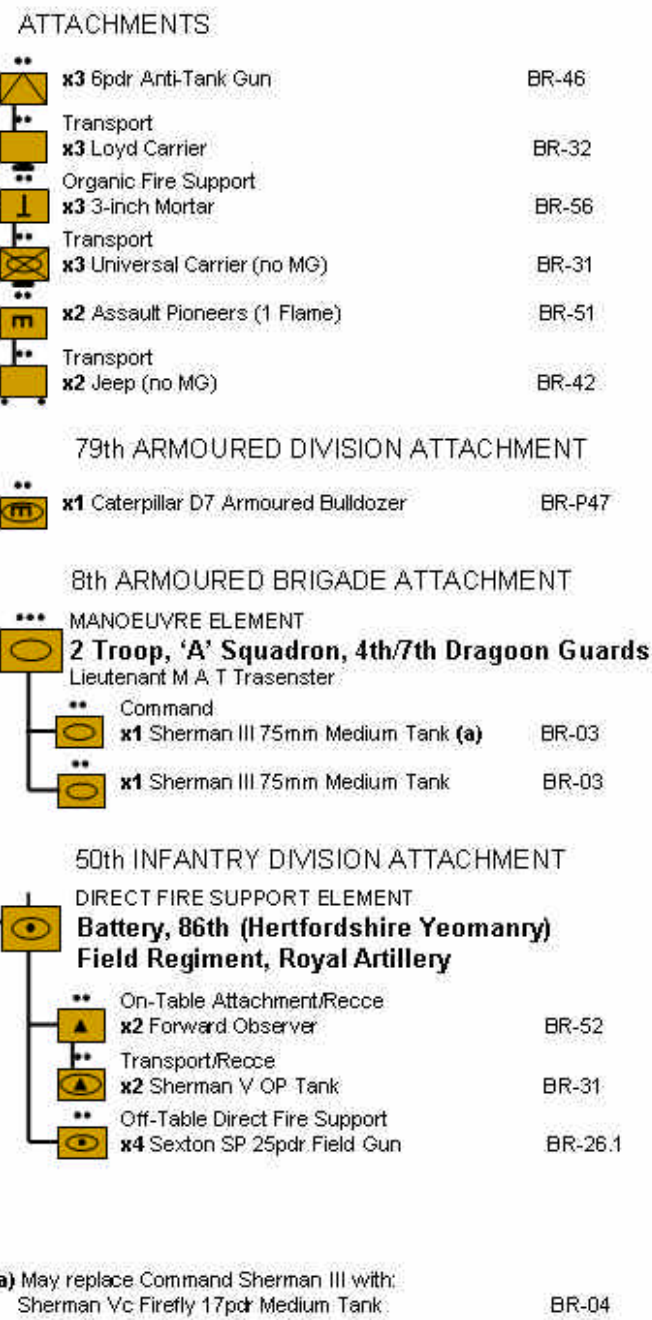 ATTACHMENTS
x3 6pdr Anti-Tank Gun BR-46
Transport
x3 Loyd Carrier BR-32
Organic Fire Support
x3 3-inch Mortar BR-56
Transport
x3 Universal Carrier (no MG) BR-31
x2 Assault Pioneers (1 Flame) BR-51
Transport
x2 Jeep (no MG) BR-42
79th ARMOURED DIVISION ATTACHMENT
x1 Caterpillar D7 Armoured Bulldozer BR-P47
8th ARMOURED BRIGADE ATTACHMENT
MANOEUVRE ELEMENT
2 Troop, ‘A’ Squadron, 4th/7th Dragoon Guards
Lieutenant M A T Trasenster
Command
x1 Sherman III 75mm Medium Tank (a) BR-03
x1 Sherman III 75mm Medium Tank BR-03
50th INFANTRY DIVISION ATTACHMENT
DIRECT FIRE SUPPORT ELEMENT
Battery, 86th (Hertfordshire Yeomanry)
Field Regiment, Royal Artillery
On-Table Attachment/Recce
x2 Forward Observer BR-52
Transport/Recce
x2 Sherman V OP Tank BR-31
Off-Table Direct Fire Support
x4 Sexton SP 25pdr Field Gun BR-26.1
a) May replace Command Sherman III with:
Sherman Vc Firefly 17pdr Medium Tank BR-04